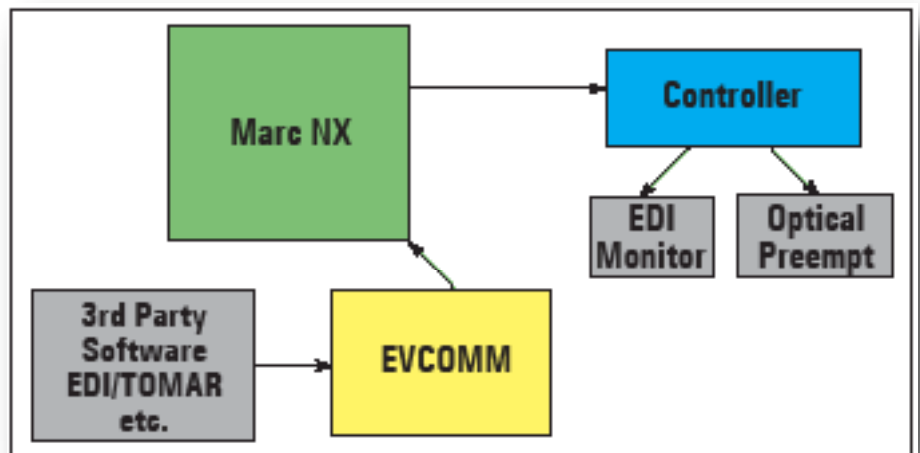 Marc NX
Controller
EDI
Monitor
Optical
Preempt
3rd Party
Software
EDI/TOMAR
etc.
EVCOMM